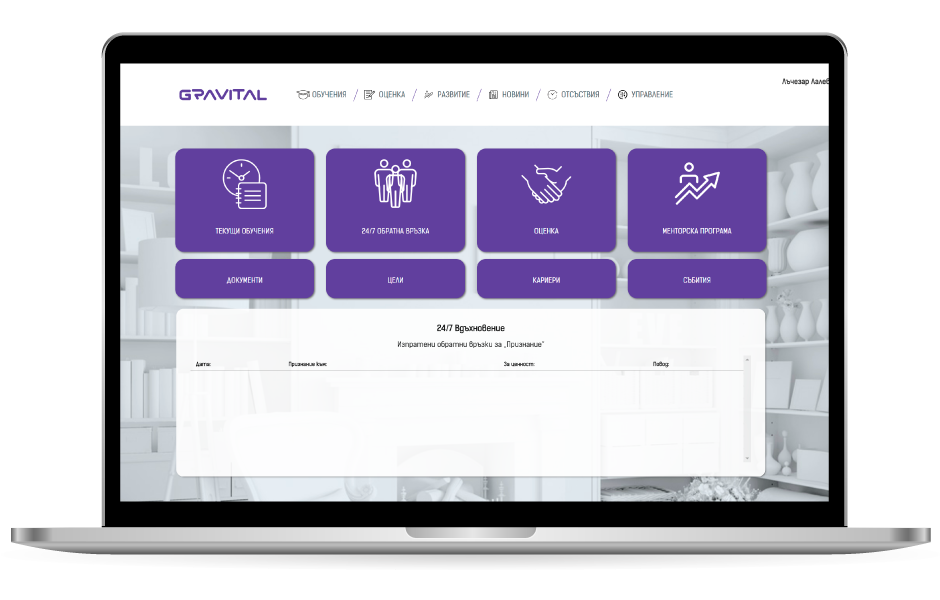 Лъчезар Лалев
GRAVITAL
ОБУЧЕНИЯ / ОЦЕНКА / РАЗВИТИЕ / НОВИНИ / ОТСЪСТВИЯ / УПРАВЛЕНИЕ
ТЕКУЩИ ОБУЧЕНИЯ
24/7 ОБРАТНА ВРЪЗКА
ОЦЕНКА
МЕНТОРСКА ПРОГРАМА
ДОКУМЕНТИ
ЦЕЛИ
КАРИЕРИ
СЪБИТИЯ
24/7 Вдъхновение
Изпратени обратни връзки за „Признание"
Дата: Признание към: За ценност: Повод: